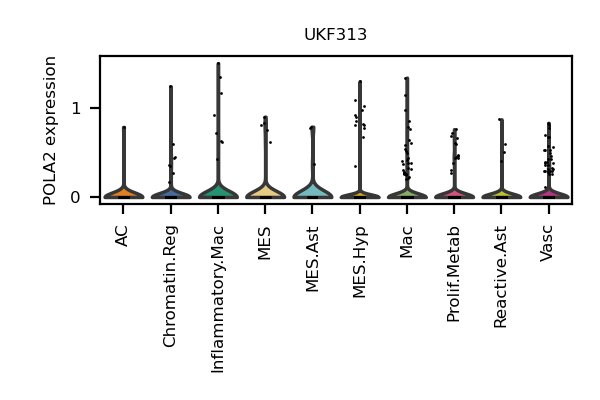 UKF313
POLA2 expression
1
0
AC
Chromatin.Reg
Inflammatory.Mac
MES
MES.Ast
MES.Hyp
Mac
Prolif.Metab
Reactive.Ast
Vasc